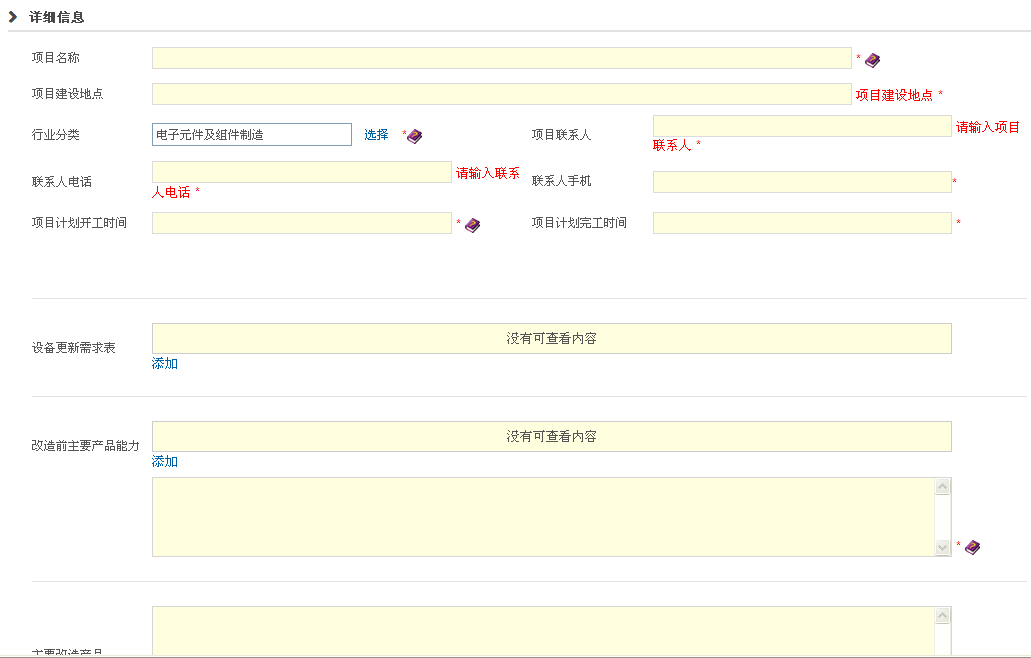 详细信息
项目名称 *
项目建设地点 项目建设地点 *
行业分类 电子元件及组件制造 选择 * 项目联系人 请输入项目
联系人 *
联系人电话 请输入联系 联系人手机 *
人电话 *
项目计划开工时间 * 项目计划完工时间 *
没有可查看内容
设备更新需求表
添加
没有可查看内容
改造前主要产品能力
添加
*
主要改造产品